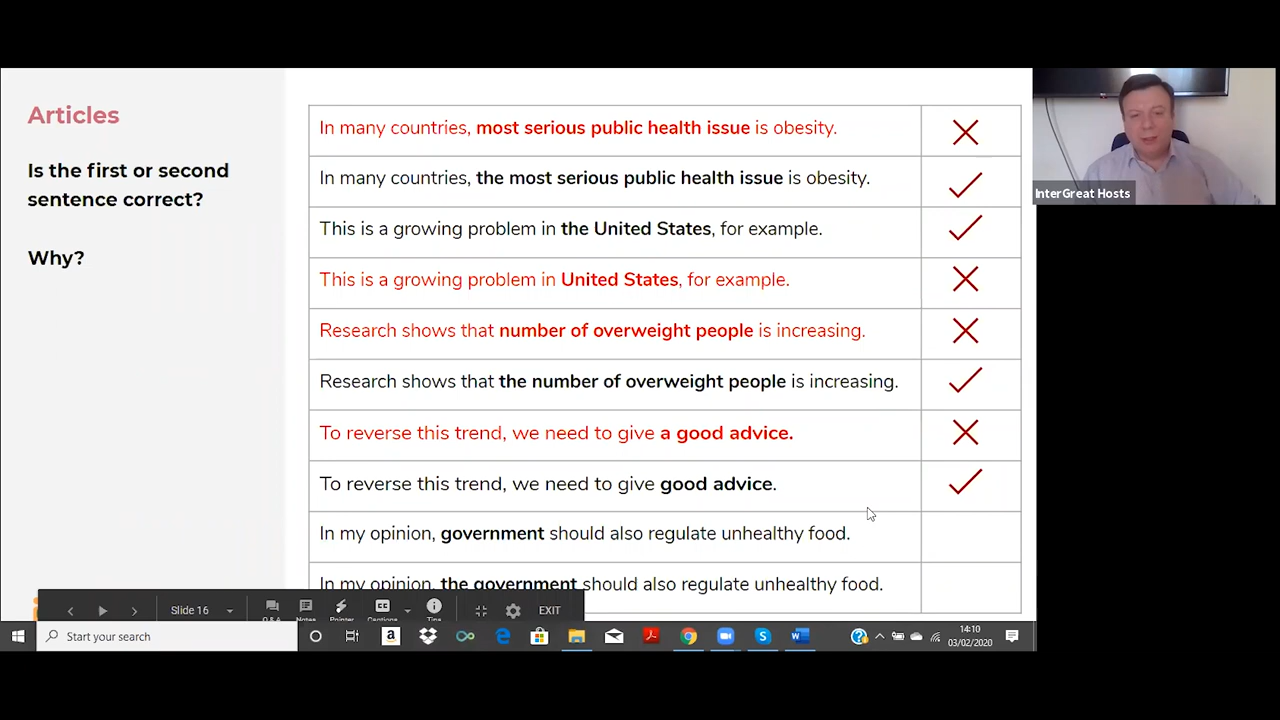 Articles
Is the first or second
sentence correct?
Why?
In many countries, most serious public health issue is obesity.
In many countries, the most serious public health issue is obesity.
This is a growing problem in the United States, for example.
This is a growing problem in United States, for example.
Research shows that number of overweight people is increasing.
Research shows that the number of overweight people is increasing.
To reverse this trend, we need to give a good advice.
To reverse this trend, we need to give good advice.
In my opinion, government should also regulate unhealthy food.
In my opinion, the government should also regulate unhealthy food.
InterGreat Hosts
Slide 16
Q & A
Notes
Pointer
Captions
Tips
EXIT
Start your search
14:10
03/02/2020